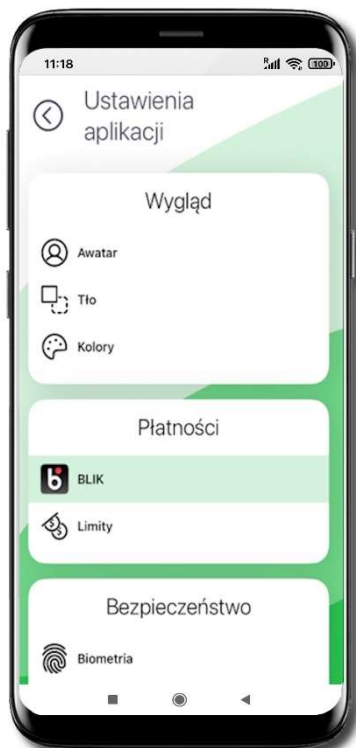 11:18
R
100
Ustawienia
aplikacji
Wygląd
Awatar
Tło
Kolory
Płatności
b
BLIK
$
$
Limity
Bezpieczeństwo
Biometria